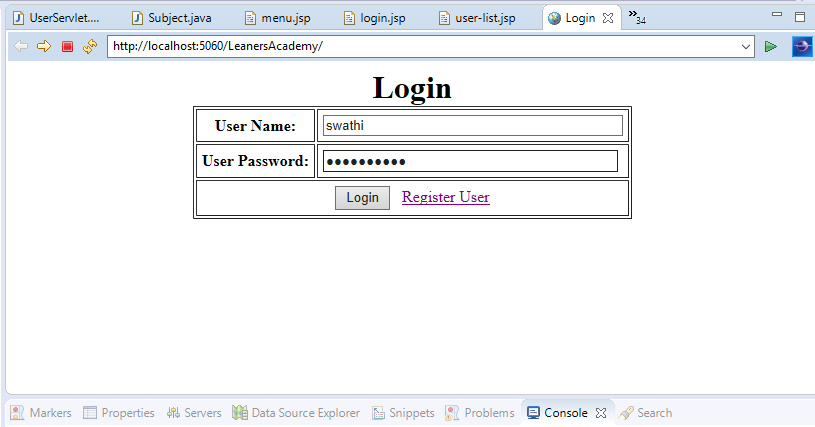 UserServlet.... Subject.java menu.jsp login.jsp user-list.jsp Login »34
http://localhost:5060/LeanersAcademy/
Login
User Name: swathi
User Password: ●●●●●●●●●●
Login Register User
Markers Properties Servers Data Source Explorer Snippets Problems Console Search